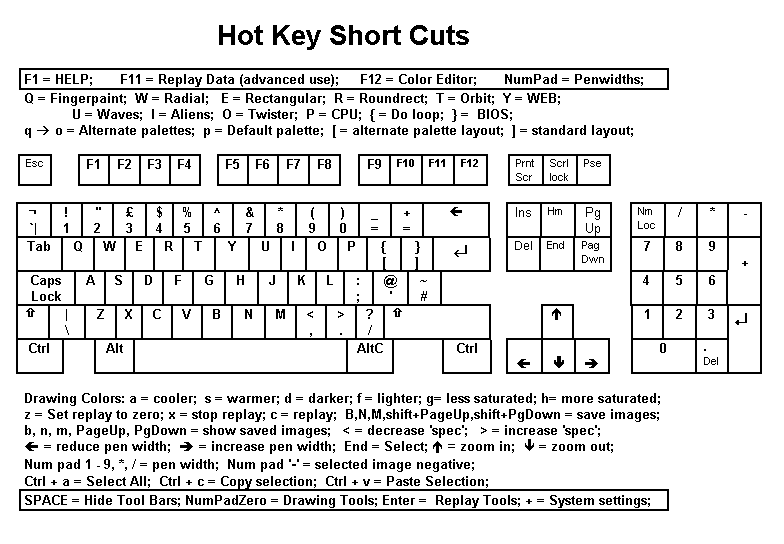 Hot Key Short Cuts
F1 = HELP; F11 = Replay Data (advanced use); F12 = Color Editor; NumPad = Penwidths;
Q = Fingerpaint; W = Radial; E = Rectangular; R = Roundrect; T = Orbit; Y = WEB;
U = Waves; I = Aliens; O = Twister; P = CPU; { = Do loop; } = BIOS;
q → o = Alternate palettes; p = Default palette; [ = alternate palette layout; ] = standard layout;
Esc F1 F2 F3 F4 F5 F6 F7 F8 F9 F10 F11 F12 Prnt Scrl Pse
Scr lock
¬ ! " £ $ % ^ & * ( ) _ + ← Ins Hm Pg Nm / * -
`| 1 2 3 4 5 6 7 8 9 0 = = Up Loc
Tab Q W E R T Y U I O P { } ↵ Del End Pag 7 8 9
[ ] Dwn +
Caps A S D F G H J K L : @ ~ 4 5 6
Lock ; ' #
⇧ | Z X C V B N M < > ? ⇧ ↑ 1 2 3 ↵
\ , . /
Ctrl Alt AltC Ctrl ← ↓ → 0 .
Del
Drawing Colors: a = cooler; s = warmer; d = darker; f = lighter; g= less saturated; h= more saturated;
z = Set replay to zero; x = stop replay; c = replay; B,N,M,shift+PageUp,shift+PgDown = save images;
b, n, m, PageUp, PgDown = show saved images; < = decrease 'spec'; > = increase 'spec';
← = reduce pen width; → = increase pen width; End = Select; ↑ = zoom in; ↓ = zoom out;
Num pad 1 - 9, *, / = pen width; Num pad '-' = selected image negative;
Ctrl + a = Select All; Ctrl + c = Copy selection; Ctrl + v = Paste Selection;
SPACE = Hide Tool Bars; NumPadZero = Drawing Tools; Enter = Replay Tools; + = System settings;